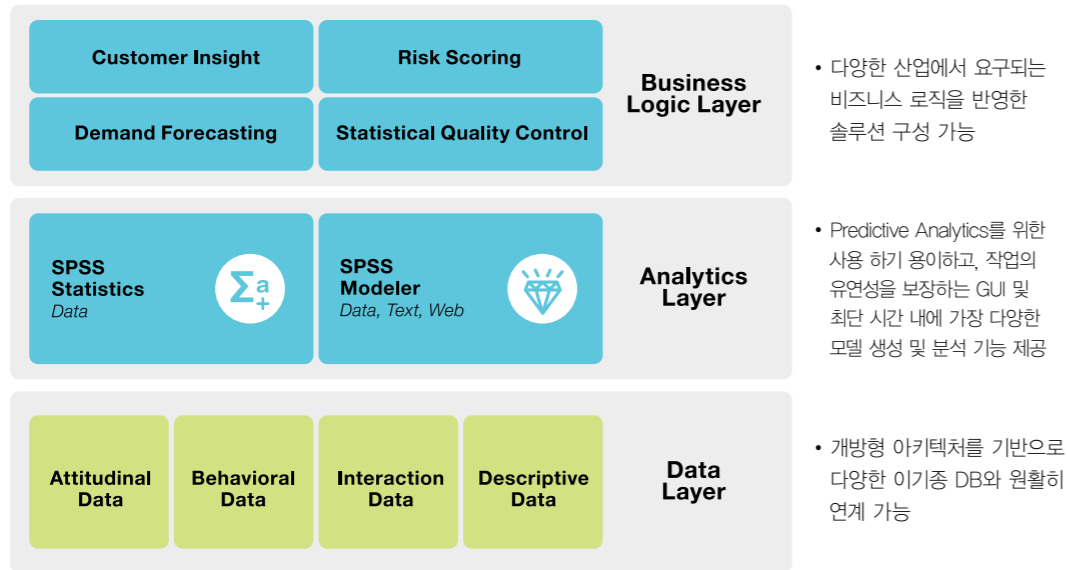 Customer Insight
Risk Scoring
Demand Forecasting
Statistical Quality Control
Business
Logic Layer
• 다양한 산업에서 요구되는
비즈니스 로직을 반영한
솔루션 구성 가능
SPSS
Statistics
Data
Σa+
SPSS
Modeler
Data, Text, Web
Analytics
Layer
• Predictive Analytics를 위한
사용 하기 용이하고, 작업의
유연성을 보장하는 GUI 및
최단 시간 내에 가장 다양한
모델 생성 및 분석 기능 제공
Attitudinal
Data
Behavioral
Data
Interaction
Data
Descriptive
Data
Data
Layer
• 개방형 아키텍처를 기반으로
다양한 이기종 DB와 원활히
연계 가능